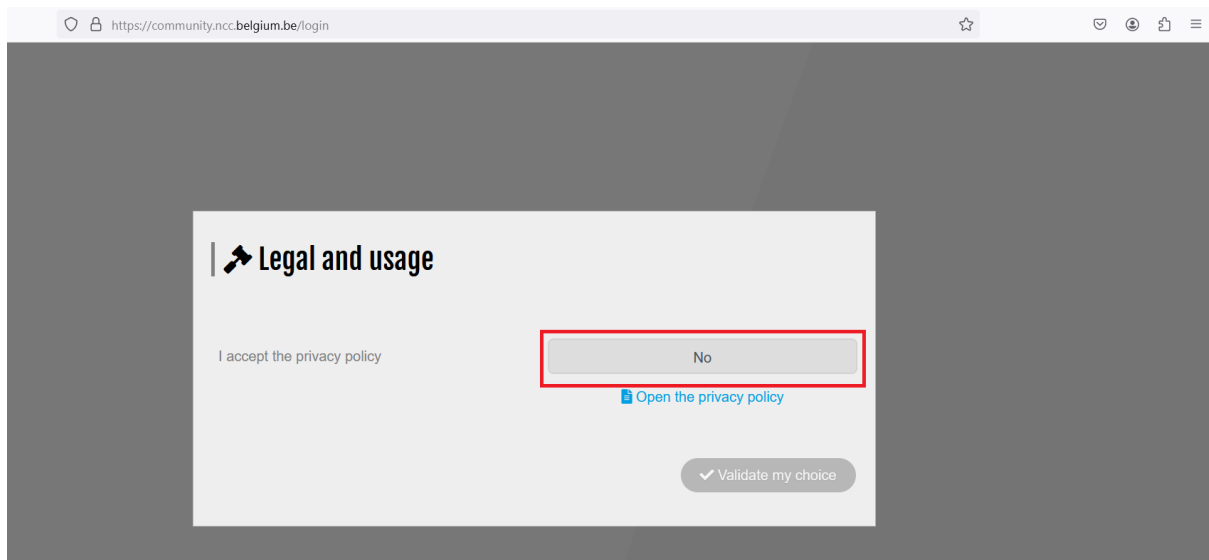 https://community.ncc.belgium.be/login
Legal and usage
I accept the privacy policy
No
Open the privacy policy
Validate my choice